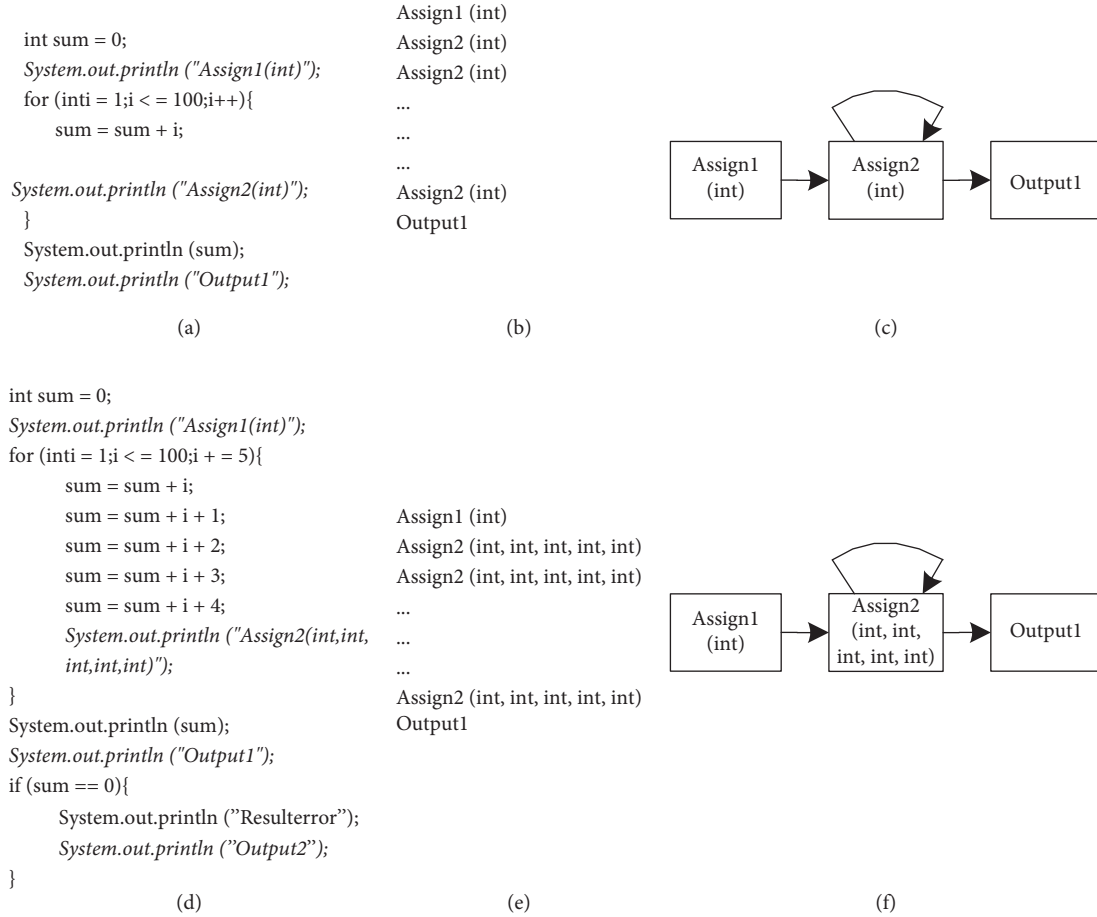 int sum = 0;
System.out.println ("Assign1(int)");
for (inti = 1;i < = 100;i++){
sum = sum + i;
System.out.println ("Assign2(int)");
}
System.out.println (sum);
System.out.println ("Output1");
(a)
Assign1 (int)
Assign2 (int)
Assign2 (int)
...
...
...
Assign2 (int)
Output1
(b)
Assign1
(int)
Assign2
(int)
Output1
(c)
int sum = 0;
System.out.println ("Assign1(int)");
for (inti = 1;i < = 100;i + = 5){
sum = sum + i;
sum = sum + i + 1;
sum = sum + i + 2;
sum = sum + i + 3;
sum = sum + i + 4;
System.out.println ("Assign2(int,int,
int,int,int)");
}
System.out.println (sum);
System.out.println ("Output1");
if (sum == 0){
System.out.println (”Resulterror”);
System.out.println (”Output2”);
}
(d)
Assign1 (int)
Assign2 (int, int, int, int, int)
Assign2 (int, int, int, int, int)
...
...
...
Assign2 (int, int, int, int, int)
Output1
(e)
Assign1
(int)
Assign2
(int, int,
int, int, int)
Output1
(f)